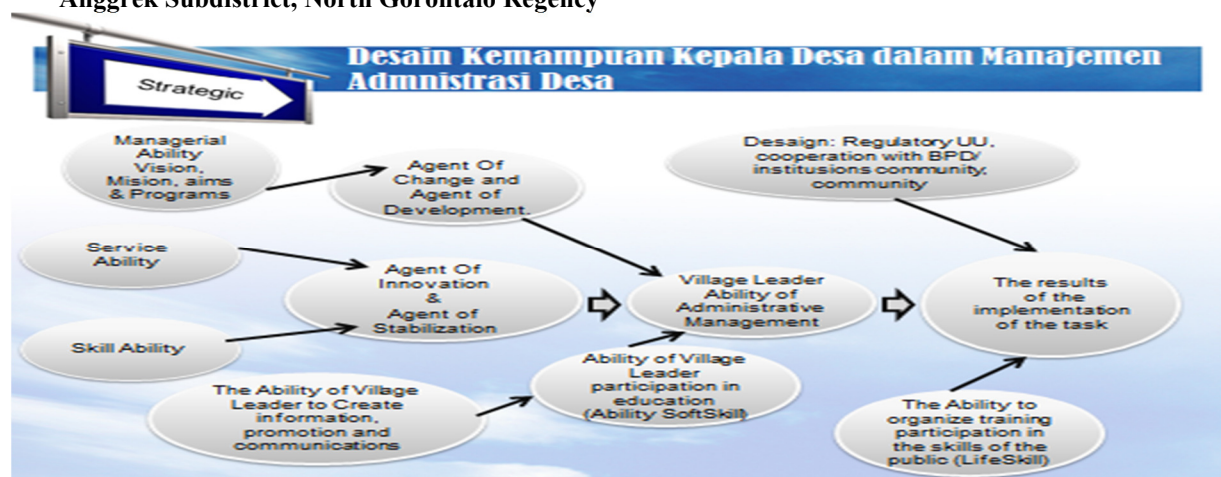 Anggrek Subdistrict, North Gorontalo Regency
Desain Kemampuan Kepala Desa dalam Manajemen
Admnistrasi Desa
Strategic
Managerial
Ability
Vision,
Mision, aims
& Programs
Agent Of
Change and
Agent of
Development.
Desaign: Regulatory UU,
cooperation with BPD/
institusions community,
community
Service
Ability
Agent Of
Innovation
&
Agent of
Stabilization
Village Leader
Ability of
Administrative
Management
The results
of the
implementation
of the task
Skill Ability
Ability of Village
Leader
participation in
education
(Ability SoftSkill)
The Ability of Village
Leader to Create
information,
promotion and
communications
The Ability to
organize training
participation in
the skills of the
public (LifeSkill)